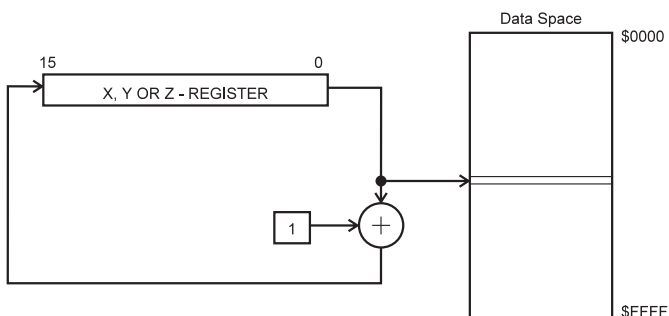 Data Space
$0000
15 0
X, Y OR Z - REGISTER
1
+
$FFFF